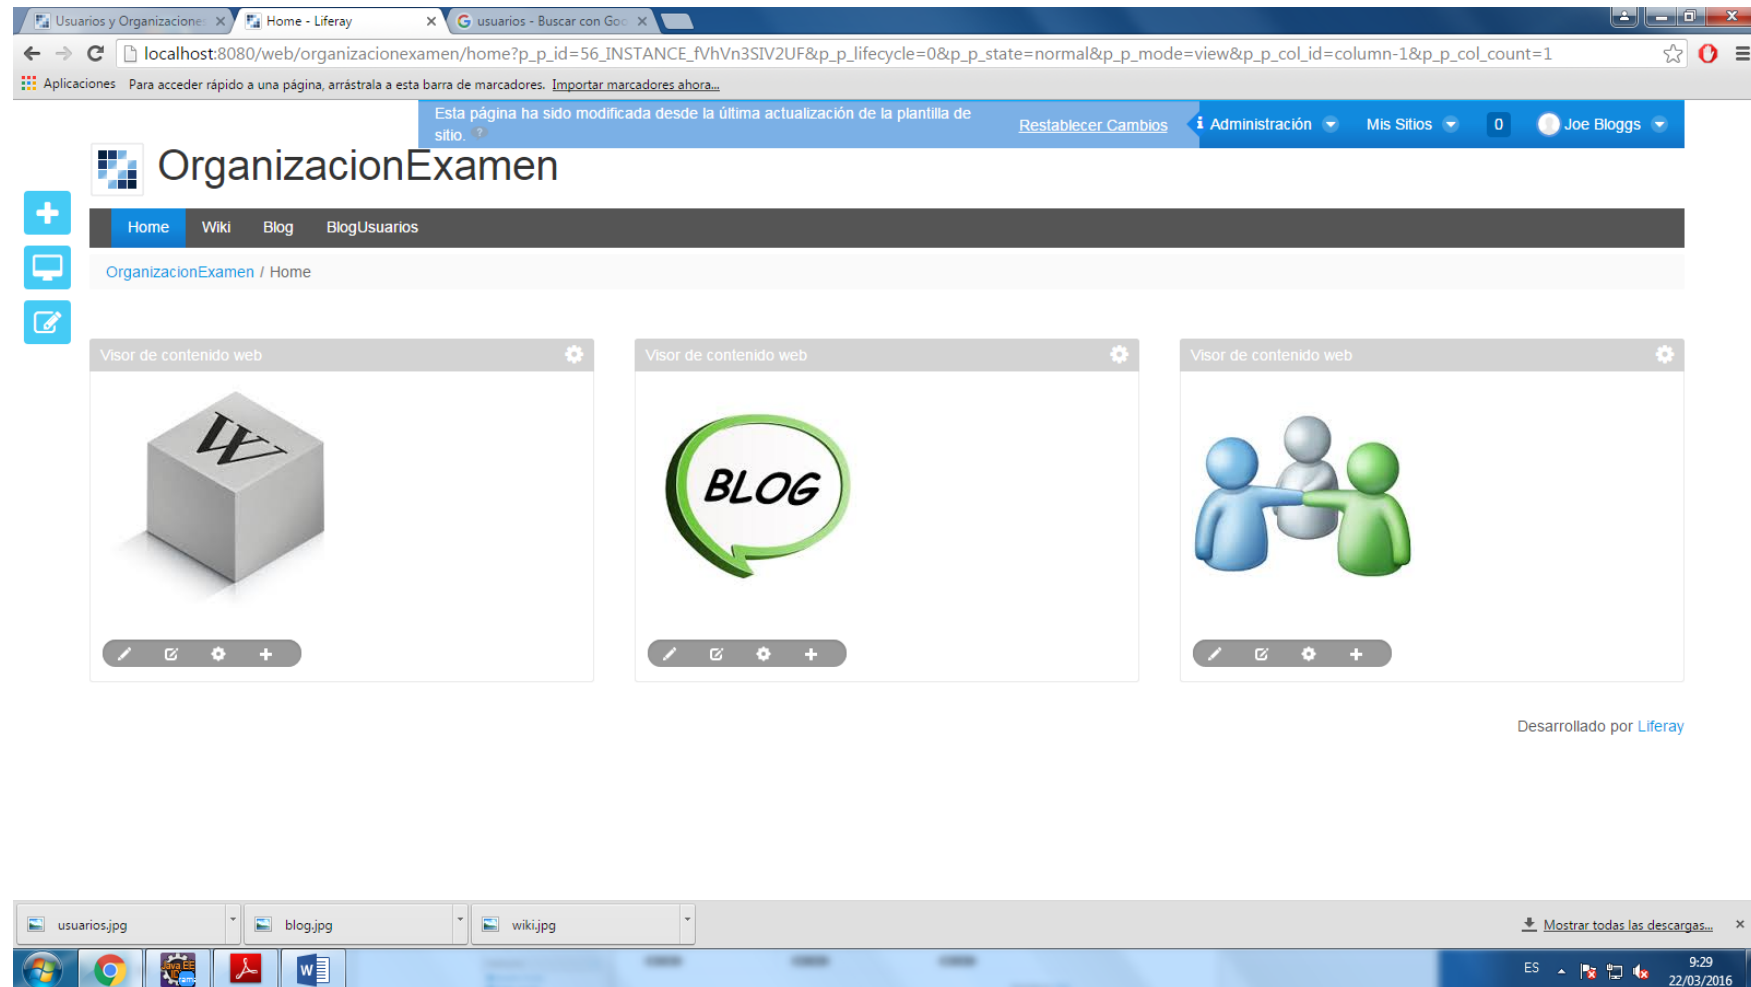 Usuarios y Organizaciones
Home - Liferay
usuarios - Buscar con Goo
localhost:8080/web/organizacionexamen/home?p_p_id=56_INSTANCE_fVhVn3SIV2UF&p_p_lifecycle=0&p_p_state=normal&p_p_mode=view&p_p_col_id=column-1&p_p_col_count=1
Aplicaciones Para acceder rápido a una página, arrástrala a esta barra de marcadores. Importar marcadores ahora...
Esta página ha sido modificada desde la última actualización de la plantilla de
sitio. ?
Restablecer Cambios
Administración
Mis Sitios
0
Joe Bloggs
OrganizacionExamen
Home Wiki Blog BlogUsuarios
OrganizacionExamen / Home
Visor de contenido web
Visor de contenido web
Visor de contenido web
W
BLOG
Desarrollado por Liferay
usuarios.jpg
blog.jpg
wiki.jpg
Mostrar todas las descargas...
Java EE
W
ES
9:29
22/03/2016